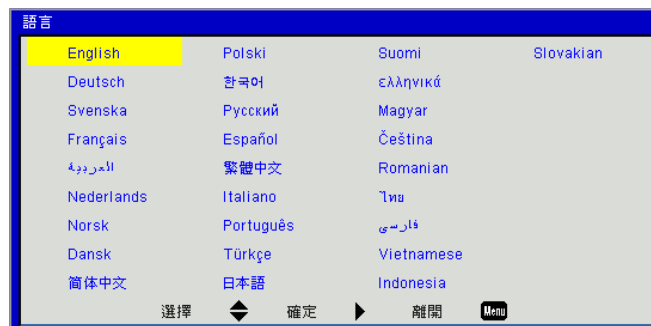 語言
English Polski Suomi Slovakian
Deutsch 한국어 ελληνικά
Svenska Русский Magyar
Français Español Čeština
العربية 繁體中文 Romanian
Nederlands Italiano ไทย
Norsk Português فارسی
Dansk Türkçe Vietnamese
简体中文 日本語 Indonesia
選擇 確定 離開 Menu